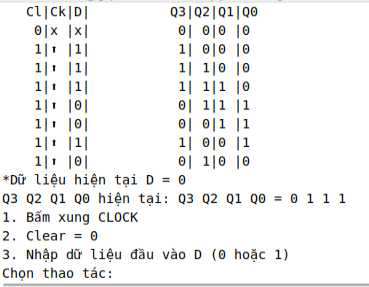 Cl|Ck|D| Q3|Q2|Q1|Q0
0|x |x| 0| 0|0 |0
1|⬆ |1| 1| 0|0 |0
1|⬆ |1| 1| 1|0 |0
1|⬆ |1| 1| 1|1 |0
1|⬆ |0| 0| 1|1 |1
1|⬆ |0| 0| 0|1 |1
1|⬆ |1| 1| 0|0 |1
1|⬆ |0| 0| 1|0 |0
*Dữ liệu hiện tại D = 0
Q3 Q2 Q1 Q0 hiện tại: Q3 Q2 Q1 Q0 = 0 1 1 1
1. Bấm xung CLOCK
2. Clear = 0
3. Nhập dữ liệu đầu vào D (0 hoặc 1)
Chọn thao tác: